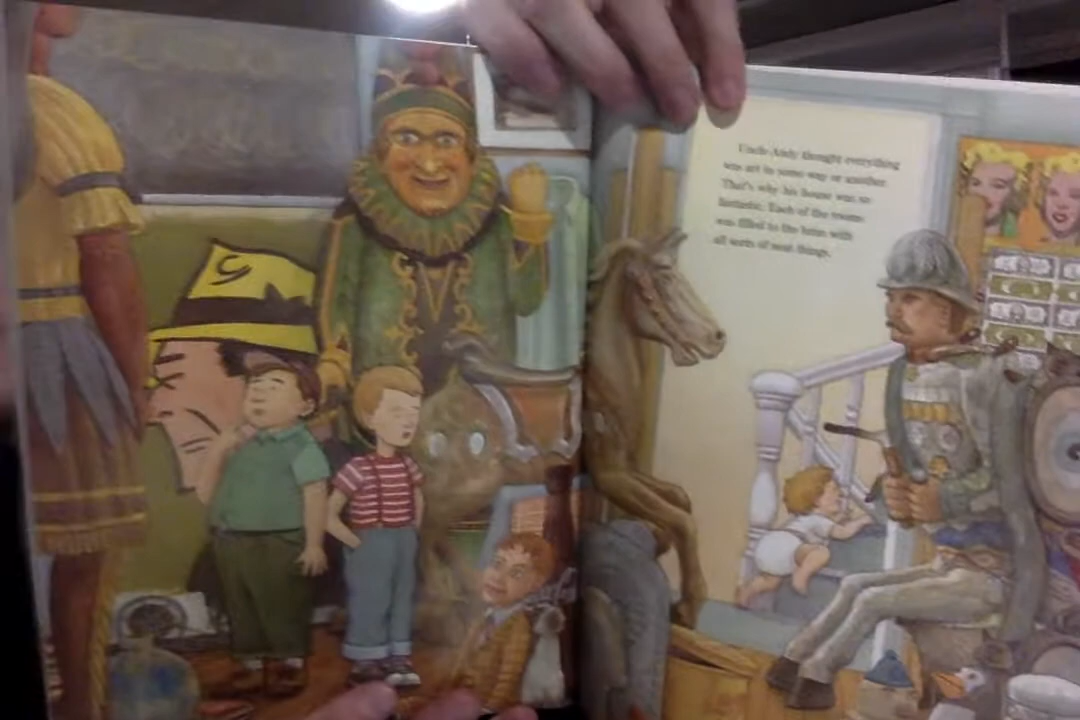 Uncle Andy thought everything
was art in some way or another.
That's why his house was so
fantastic. Each of the rooms
was filled to the brim with
all sorts of neat things.